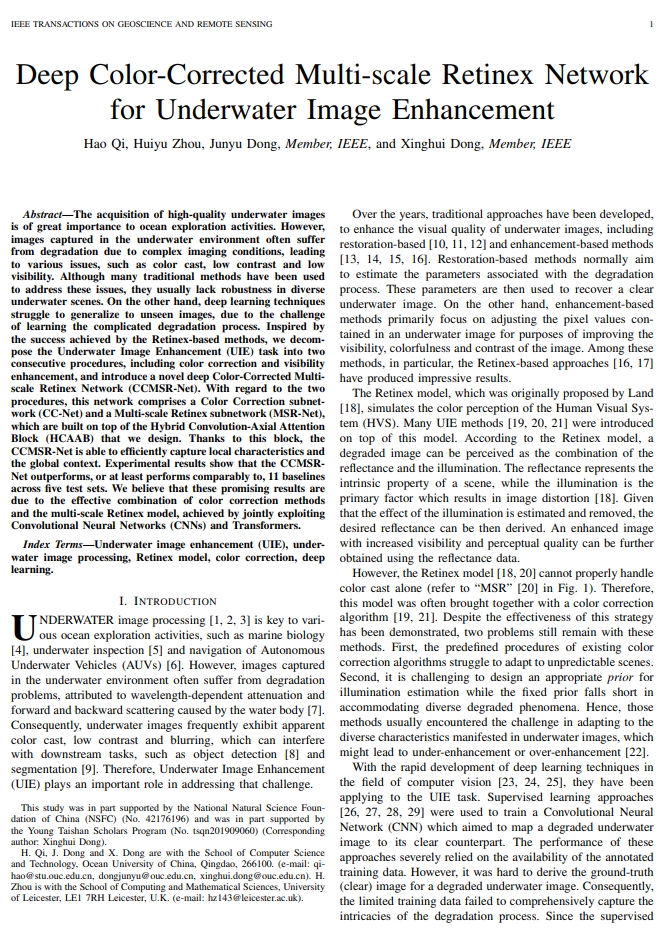 IEEE TRANSACTIONS ON GEOSCIENCE AND REMOTE SENSING 1
Deep Color-Corrected Multi-scale Retinex Network
for Underwater Image Enhancement
Hao Qi, Huiyu Zhou, Junyu Dong, Member, IEEE, and Xinghui Dong, Member, IEEE
Abstract—The acquisition of high-quality underwater images
is of great importance to ocean exploration activities. However,
images captured in the underwater environment often suffer
from degradation due to complex imaging conditions, leading
to various issues, such as color cast, low contrast and low
visibility. Although many traditional methods have been used
to address these issues, they usually lack robustness in diverse
underwater scenes. On the other hand, deep learning techniques
struggle to generalize to unseen images, due to the challenge
of learning the complicated degradation process. Inspired by
the success achieved by the Retinex-based methods, we decom-
pose the Underwater Image Enhancement (UIE) task into two
consecutive procedures, including color correction and visibility
enhancement, and introduce a novel deep Color-Corrected Multi-
scale Retinex Network (CCMSR-Net). With regard to the two
procedures, this network comprises a Color Correction subnet-
work (CC-Net) and a Multi-scale Retinex subnetwork (MSR-Net),
which are built on top of the Hybrid Convolution-Axial Attention
Block (HCAAB) that we design. Thanks to this block, the
CCMSR-Net is able to efficiently capture local characteristics and
the global context. Experimental results show that the CCMSR-
Net outperforms, or at least performs comparably to, 11 baselines
across five test sets. We believe that these promising results are
due to the effective combination of color correction methods
and the multi-scale Retinex model, achieved by jointly exploiting
Convolutional Neural Networks (CNNs) and Transformers.
Index Terms—Underwater image enhancement (UIE), under-
water image processing, Retinex model, color correction, deep
learning.
I. INTRODUCTION
UNDERWATER image processing [1, 2, 3] is key to vari-
ous ocean exploration activities, such as marine biology
[4], underwater inspection [5] and navigation of Autonomous
Underwater Vehicles (AUVs) [6]. However, images captured
in the underwater environment often suffer from degradation
problems, attributed to wavelength-dependent attenuation and
forward and backward scattering caused by the water body [7].
Consequently, underwater images frequently exhibit apparent
color cast, low contrast and blurring, which can interfere
with downstream tasks, such as object detection [8] and
segmentation [9]. Therefore, Underwater Image Enhancement
(UIE) plays an important role in addressing that challenge.
This study was in part supported by the National Natural Science Foun-
dation of China (NSFC) (No. 42176196) and was in part supported by
the Young Taishan Scholars Program (No. tsqn201909060) (Corresponding
author: Xinghui Dong).
H. Qi, J. Dong and X. Dong are with the School of Computer Science
and Technology, Ocean University of China, Qingdao, 266100. (e-mail: qi-
hao@stu.ouc.edu.cn, dongjunyu@ouc.edu.cn, xinghui.dong@ouc.edu.cn). H.
Zhou is with the School of Computing and Mathematical Sciences, University
of Leicester, LE1 7RH Leicester, U.K. (e-mail: hz143@leicester.ac.uk).
Over the years, traditional approaches have been developed,
to enhance the visual quality of underwater images, including
restoration-based [10, 11, 12] and enhancement-based methods
[13, 14, 15, 16]. Restoration-based methods normally aim
to estimate the parameters associated with the degradation
process. These parameters are then used to recover a clear
underwater image. On the other hand, enhancement-based
methods primarily focus on adjusting the pixel values con-
tained in an underwater image for purposes of improving the
visibility, colorfulness and contrast of the image. Among these
methods, in particular, the Retinex-based approaches [16, 17]
have produced impressive results.
The Retinex model, which was originally proposed by Land
[18], simulates the color perception of the Human Visual Sys-
tem (HVS). Many UIE methods [19, 20, 21] were introduced
on top of this model. According to the Retinex model, a
degraded image can be perceived as the combination of the
reflectance and the illumination. The reflectance represents the
intrinsic property of a scene, while the illumination is the
primary factor which results in image distortion [18]. Given
that the effect of the illumination is estimated and removed, the
desired reflectance can be then derived. An enhanced image
with increased visibility and perceptual quality can be further
obtained using the reflectance data.
However, the Retinex model [18, 20] cannot properly handle
color cast alone (refer to “MSR” [20] in Fig. 1). Therefore,
this model was often brought together with a color correction
algorithm [19, 21]. Despite the effectiveness of this strategy
has been demonstrated, two problems still remain with these
methods. First, the predefined procedures of existing color
correction algorithms struggle to adapt to unpredictable scenes.
Second, it is challenging to design an appropriate prior for
illumination estimation while the fixed prior falls short in
accommodating diverse degraded phenomena. Hence, those
methods usually encountered the challenge in adapting to the
diverse characteristics manifested in underwater images, which
might lead to under-enhancement or over-enhancement [22].
With the rapid development of deep learning techniques in
the field of computer vision [23, 24, 25], they have been
applying to the UIE task. Supervised learning approaches
[26, 27, 28, 29] were used to train a Convolutional Neural
Network (CNN) which aimed to map a degraded underwater
image to its clear counterpart. The performance of these
approaches severely relied on the availability of the annotated
training data. However, it was hard to derive the ground-truth
(clear) image for a degraded underwater image. Consequently,
the limited training data failed to comprehensively capture the
intricacies of the degradation process. Since the supervised